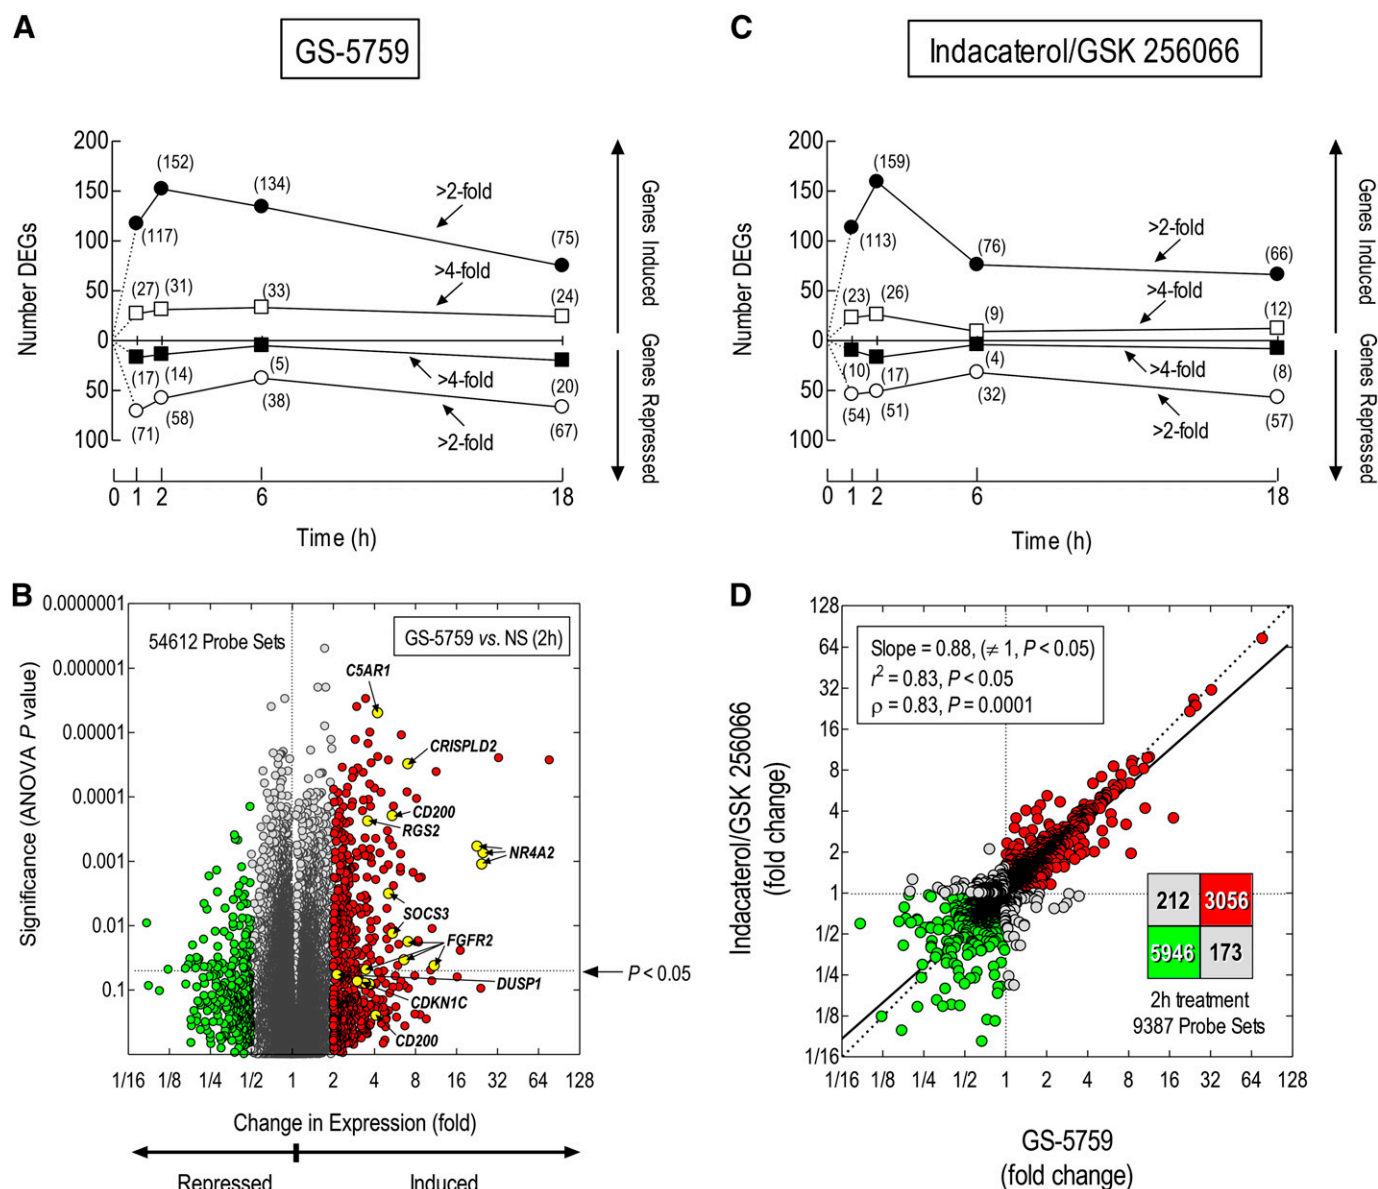 A
GS-5759
200
150
100
50
0
50
100
Number DEGs
(152)
(134)
(117)
(75)
>2-fold
(27)
(31)
(33)
(24)
>4-fold
(17)
(14)
(5)
(20)
>4-fold
(71)
(58)
(38)
(67)
>2-fold
Genes Induced
Genes Repressed
0 1 2 6 18
Time (h)
C
Indacaterol/GSK 256066
200
150
100
50
0
50
100
Number DEGs
(159)
(113)
(76)
(66)
>2-fold
(23)
(26)
(9)
(12)
>4-fold
(10)
(17)
(4)
(8)
>4-fold
(54)
(51)
(32)
(57)
>2-fold
Genes Induced
Genes Repressed
0 1 2 6 18
Time (h)
B
0.0000001
0.000001
0.00001
0.0001
0.001
0.01
0.1
Significance (ANOVA P value)
54612 Probe Sets
GS-5759 vs. NS (2h)
C5AR1
CRISPLD2
CD200
RGS2
NR4A2
SOCS3
FGFR2
DUSP1
CDKN1C
CD200
P < 0.05
1/16 1/8 1/4 1/2 1 2 4 8 16 32 64 128
Change in Expression (fold)
Repressed Induced
D
128
64
32
16
8
4
2
1
1/2
1/4
1/8
1/16
Indacaterol/GSK 256066
(fold change)
Slope = 0.88, (≠ 1, P < 0.05)
r² = 0.83, P < 0.05
ρ = 0.83, P = 0.0001
212 3056
5946 173
2h treatment
9387 Probe Sets
1/16 1/8 1/4 1/2 1 2 4 8 16 32 64 128
GS-5759
(fold change)